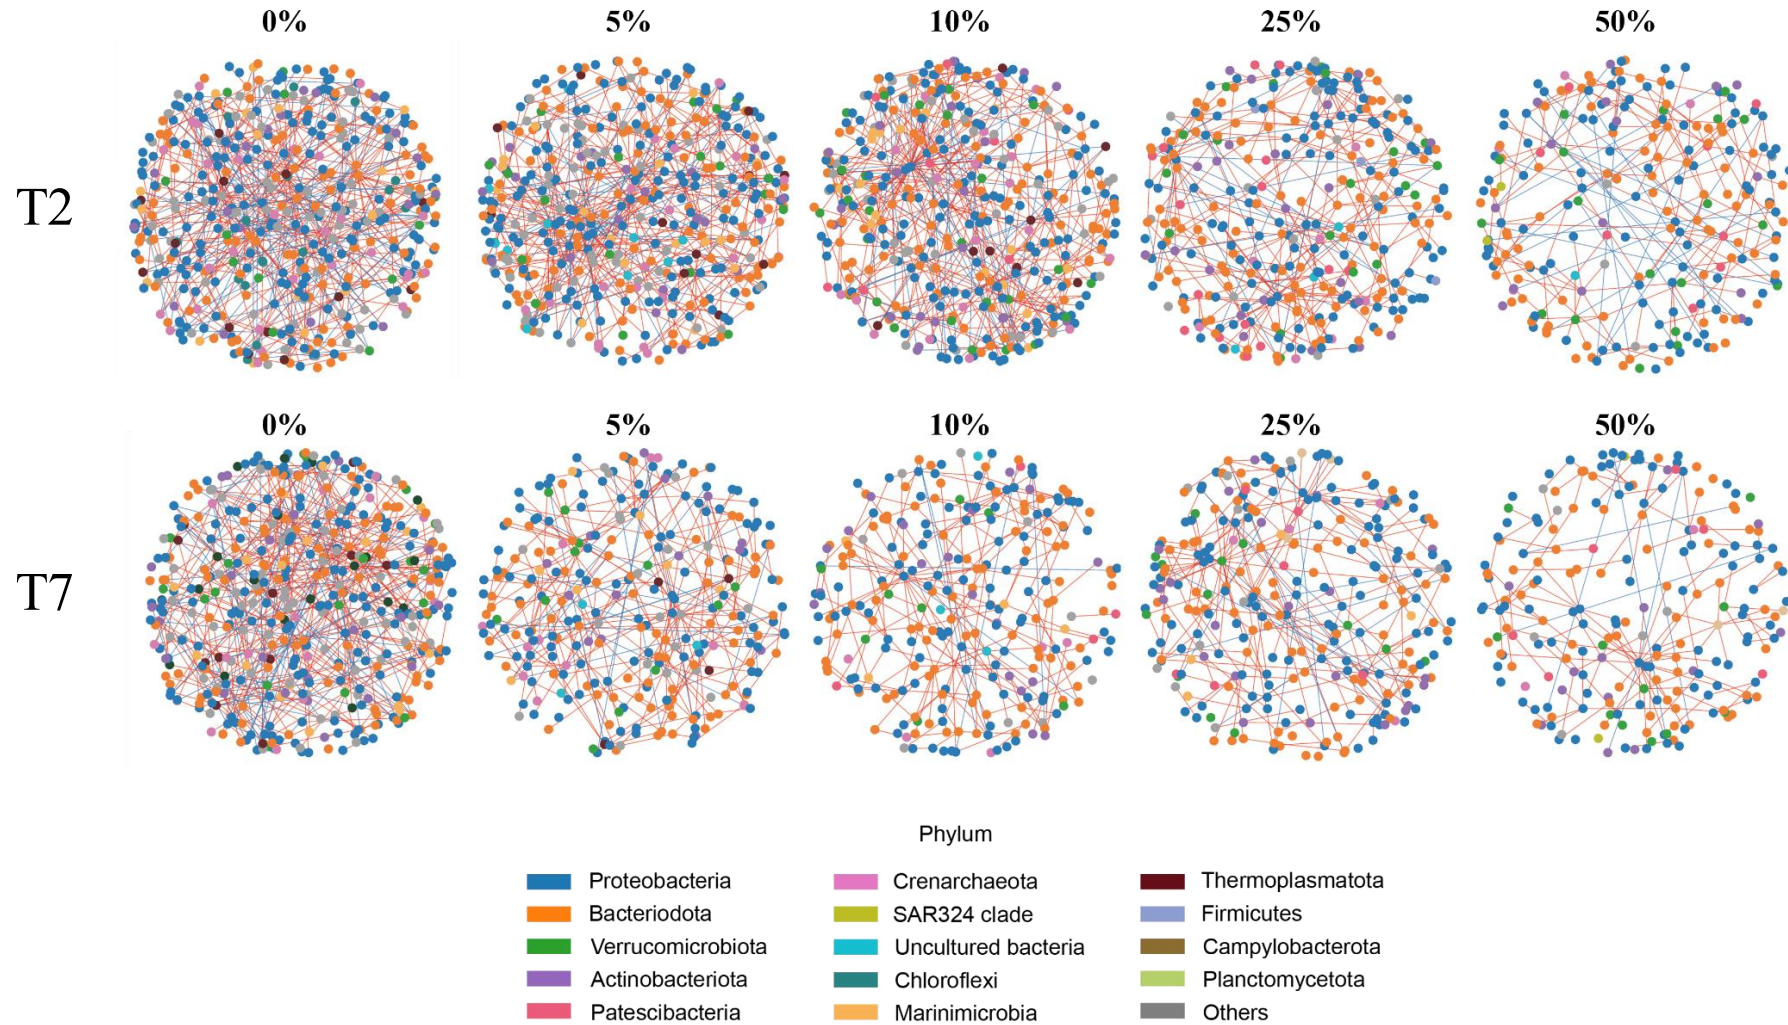 0% 5% 10% 25% 50%
T2
0% 5% 10% 25% 50%
T7
Phylum
Proteobacteria Crenarchaeota Thermoplasmatota
Bacteriodota SAR324 clade Firmicutes
Verrucomicrobiota Uncultured bacteria Campylobacterota
Actinobacteriota Chloroflexi Planctomycetota
Patescibacteria Marinimicrobia Others